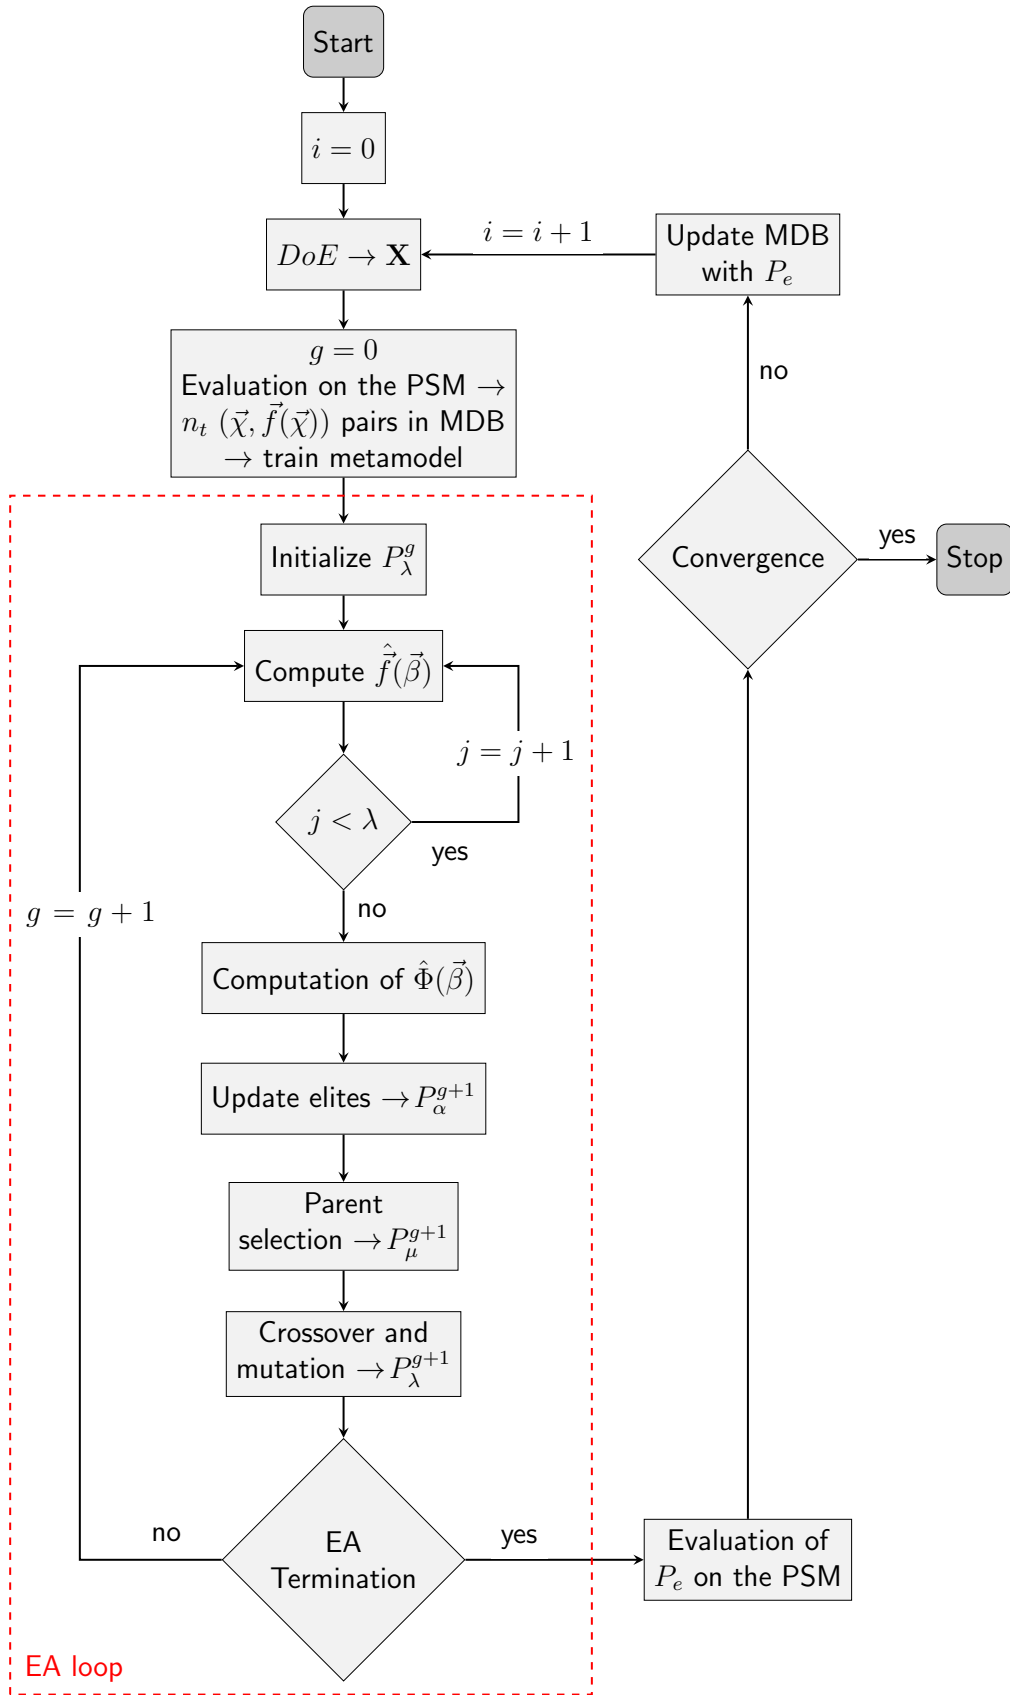 Start
i = 0
DoE → X
i = i + 1
Update MDB
with P_e
g = 0
Evaluation on the PSM →
n_t (χ⃗, f⃗(χ⃗)) pairs in MDB
→ train metamodel
no
Initialize P_λ^g
Convergence
yes
Stop
Compute \hat{f⃗}(β⃗)
j = j + 1
j < λ
yes
no
g = g + 1
Computation of \hat{Φ}(β⃗)
Update elites → P_α^{g+1}
Parent
selection → P_μ^{g+1}
Crossover and
mutation → P_λ^{g+1}
no
EA
Termination
yes
Evaluation of
P_e on the PSM
EA loop